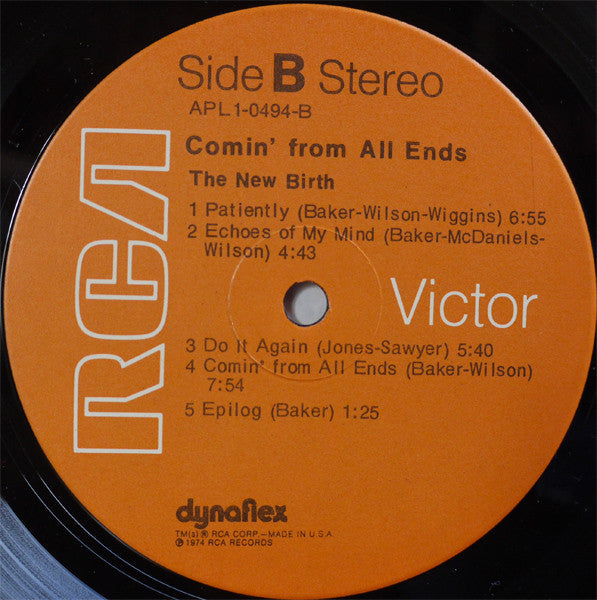 Side B Stereo
APL1-0494-B
Comin' from All Ends
The New Birth
1 Patiently (Baker-Wilson-Wiggins) 6:55
2 Echoes of My Mind (Baker-McDaniels-
Wilson) 4:43
RCA
Victor
3 Do It Again (Jones-Sawyer) 5:40
4 Comin' from All Ends (Baker-Wilson)
7:54
5 Epilog (Baker) 1:25
dynaflex
TM(s) ® RCA CORP.—MADE IN U.S.A.
℗ 1974 RCA RECORDS